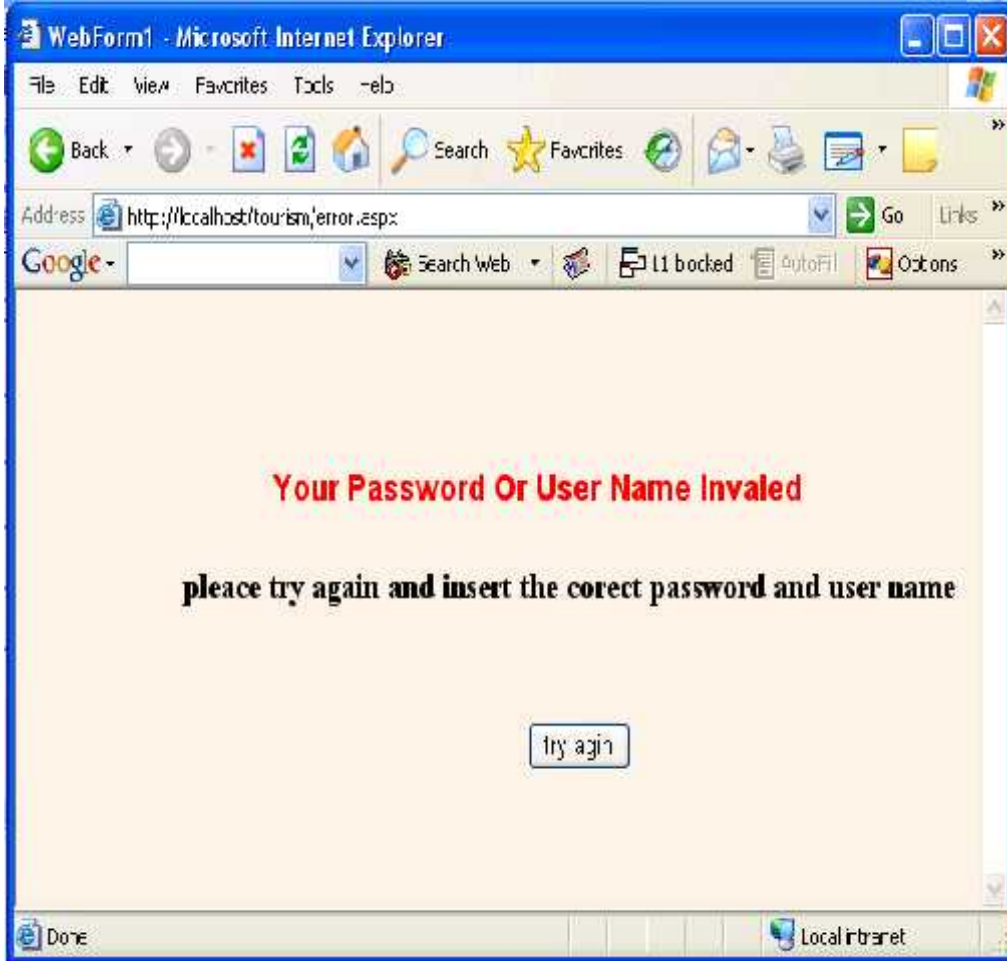 WebForm1 - Microsoft Internet Explorer
File Edit View Favorites Tools Help
Back Search Favorites
Address http://localhost/tourism/error.aspx Go Links
Google Search Web 11 blocked AutoFill Options
Your Password Or User Name Invaled
pleace try again and insert the corect password and user name
try agin
Done Local intranet